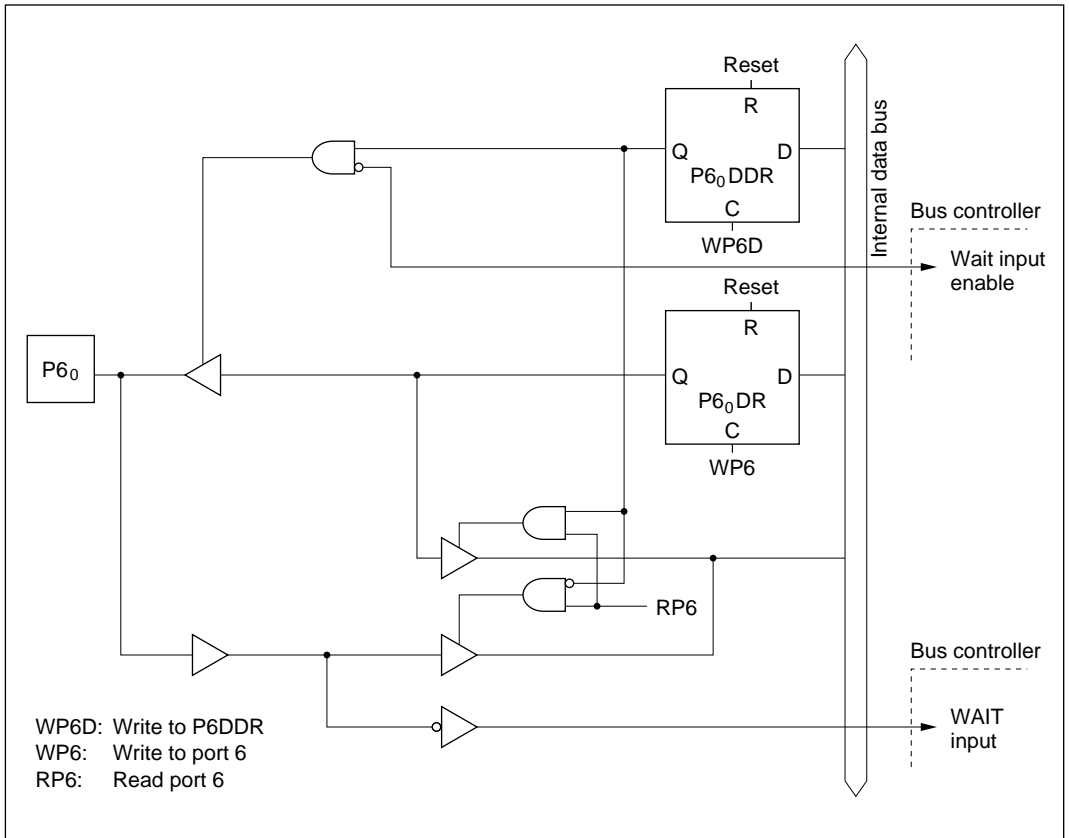 Reset
R
Q D
P6₀DDR
C
WP6D
Internal data bus
Bus controller
Wait input
enable
Reset
R
P6₀
Q D
P6₀DR
C
WP6
RP6
Bus controller
WAIT
input
WP6D: Write to P6DDR
WP6: Write to port 6
RP6: Read port 6